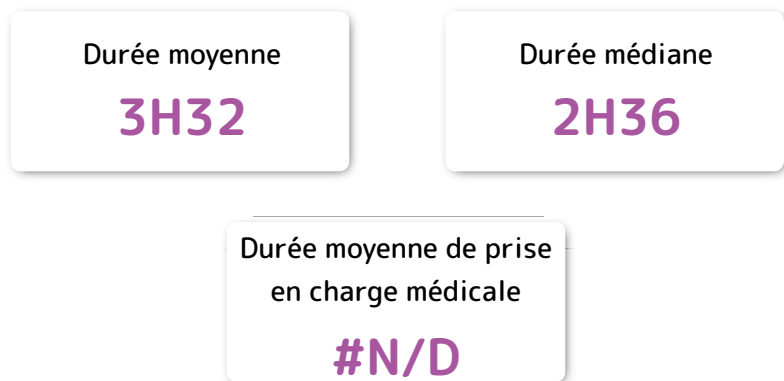 Durée moyenne
3H32
Durée médiane
2H36
Durée moyenne de prise
en charge médicale
#N/D